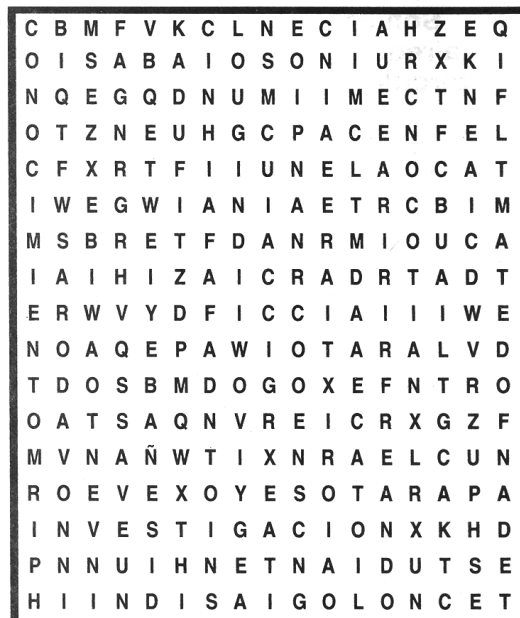 C B M F V K C L N E C I A H Z E Q
O I S A B A I O S O N I U R X K I
N Q E G Q D N U M I I M E C T N F
O T Z N E U H G C P A C E N F E L
C F X R T F I I U N E L A O C A T
I W E G W I A N I A E T R C B I M
M S B R E T F D A N R M I O U C A
I A I H I Z A I C R A D R T A D T
E R W V Y D F I C C I A I I I W E
N O A Q E P A W I O T A R A L V D
T D O S B M D O G O X E F N T R O
O A T S A Q N V R E I C R X G Z F
M V N A Ñ W T I X N R A E L C U N
R O E V E X O Y E S O T A R A P A
I N V E S T I G A C I O N X K H D
P N N U I H N E T N A I D U T S E
H I I N D I S A I G O L O N C E T